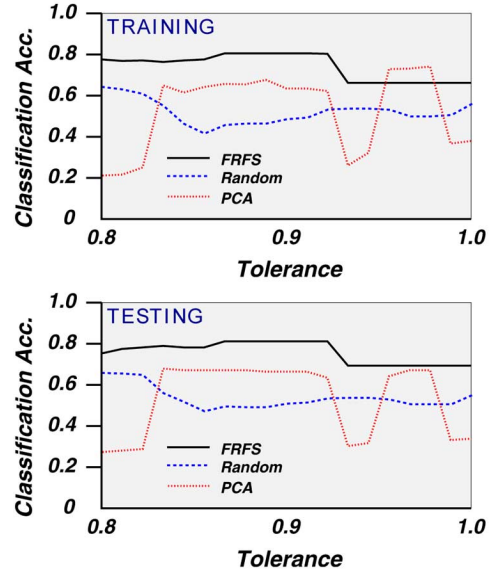 TRAINING
Classification Acc.
1.0
0.8
0.6
0.4
0.2
0
FRFS
Random
PCA
0.8
0.9
1.0
Tolerance
TESTING
Classification Acc.
1.0
0.8
0.6
0.4
0.2
0
FRFS
Random
PCA
0.8
0.9
1.0
Tolerance